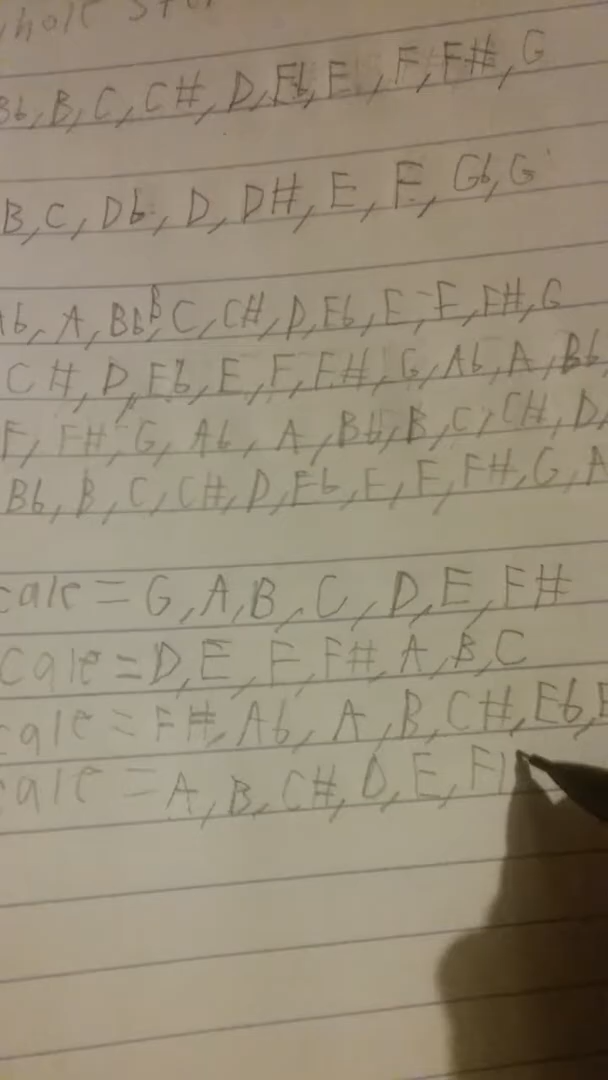 Bb, B, C, C#, D, Eb, E, F, F#, G
B, C, Db, D, D#, E, F, Gb, G
Ab, A, Bb B, C, C#, D, Eb, E, F, F#, G
C#, D, Eb, E, F, F#, G, Ab, A, Bb,
F, F#, G, Ab, A, Bb, B, C, C#, D,
Bb, B, C, C#, D, Eb, E, F, F#, G, A
cale = G, A, B, C, D, E, F#
cale = D, E, F, F#, A, B, C
cale = F#, Ab, A, B, C#, Eb,
cale = A, B, C#, D, E, F